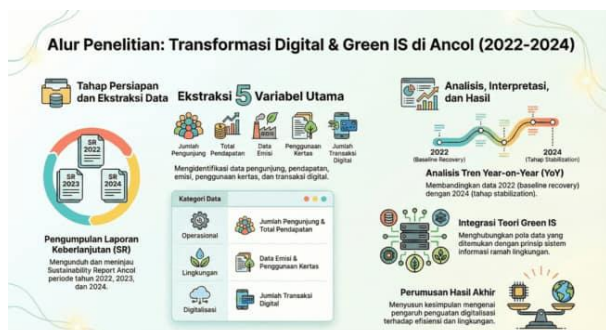 Alur Penelitian: Transformasi Digital & Green IS di Ancol (2022-2024)
Tahap Persiapan
dan Ekstraksi Data
SR
2022
SR
2023
SR
2024
Pengumpulan Laporan
Keberlanjutan (SR)
Mengunduh dan meninjau
Sustainability Report Ancol
periode tahun 2022, 2023,
dan 2024.
Ekstraksi 5 Variabel Utama
Jumlah
Pengunjung
Total
Pendapatan
Data
Emisi
Penggunaan
Kertas
Jumlah
Transaksi
Digital
Mengidentifikasi data pengunjung, pendapatan,
emisi, penggunaan kertas, dan transaksi digital.
Kategori Data
Operasional
Jumlah Pengunjung &
Total Pendapatan
Lingkungan
Data Emisi &
Penggunaan Kertas
Digitalisasi
Jumlah Transaksi
Digital
Analisis, Interpretasi,
dan Hasil
2022
(Baseline Recovery)
2024
(Tahap Stabilization)
Analisis Tren Year-on-Year (YoY)
Membandingkan data 2022 (baseline recovery)
dengan 2024 (tahap stabilization).
Integrasi Teori Green IS
Menghubungkan pola data yang
ditemukan dengan prinsip sistem
informasi ramah lingkungan.
Perumusan Hasil Akhir
Menyusun kesimpulan mengenai
pengaruh penguatan digitalisasi
terhadap efisiensi dan lingkungan.